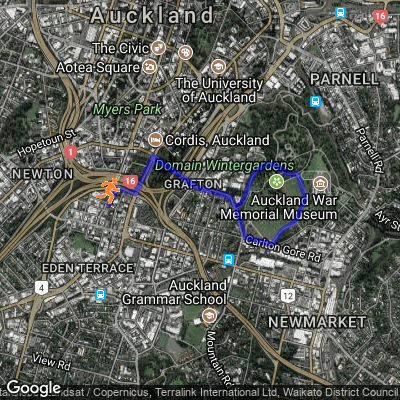 Auckland
16
The Civic
Aotea Square
The University
of Auckland
PARNELL
Myers Park
Hopetoun St
Cordis, Auckland
Parnell Rd
1
Domain Wintergardens
NEWTON
16
GRAFTON
Auckland War
Memorial Museum
Ayr St
Carlton Gore Rd
EDEN TERRACE
4
Auckland
Grammar School
12
NEWMARKET
Mountain Rd
View Rd
Google
ndsat / Copernicus, Terralink International Ltd, Waikato District Council